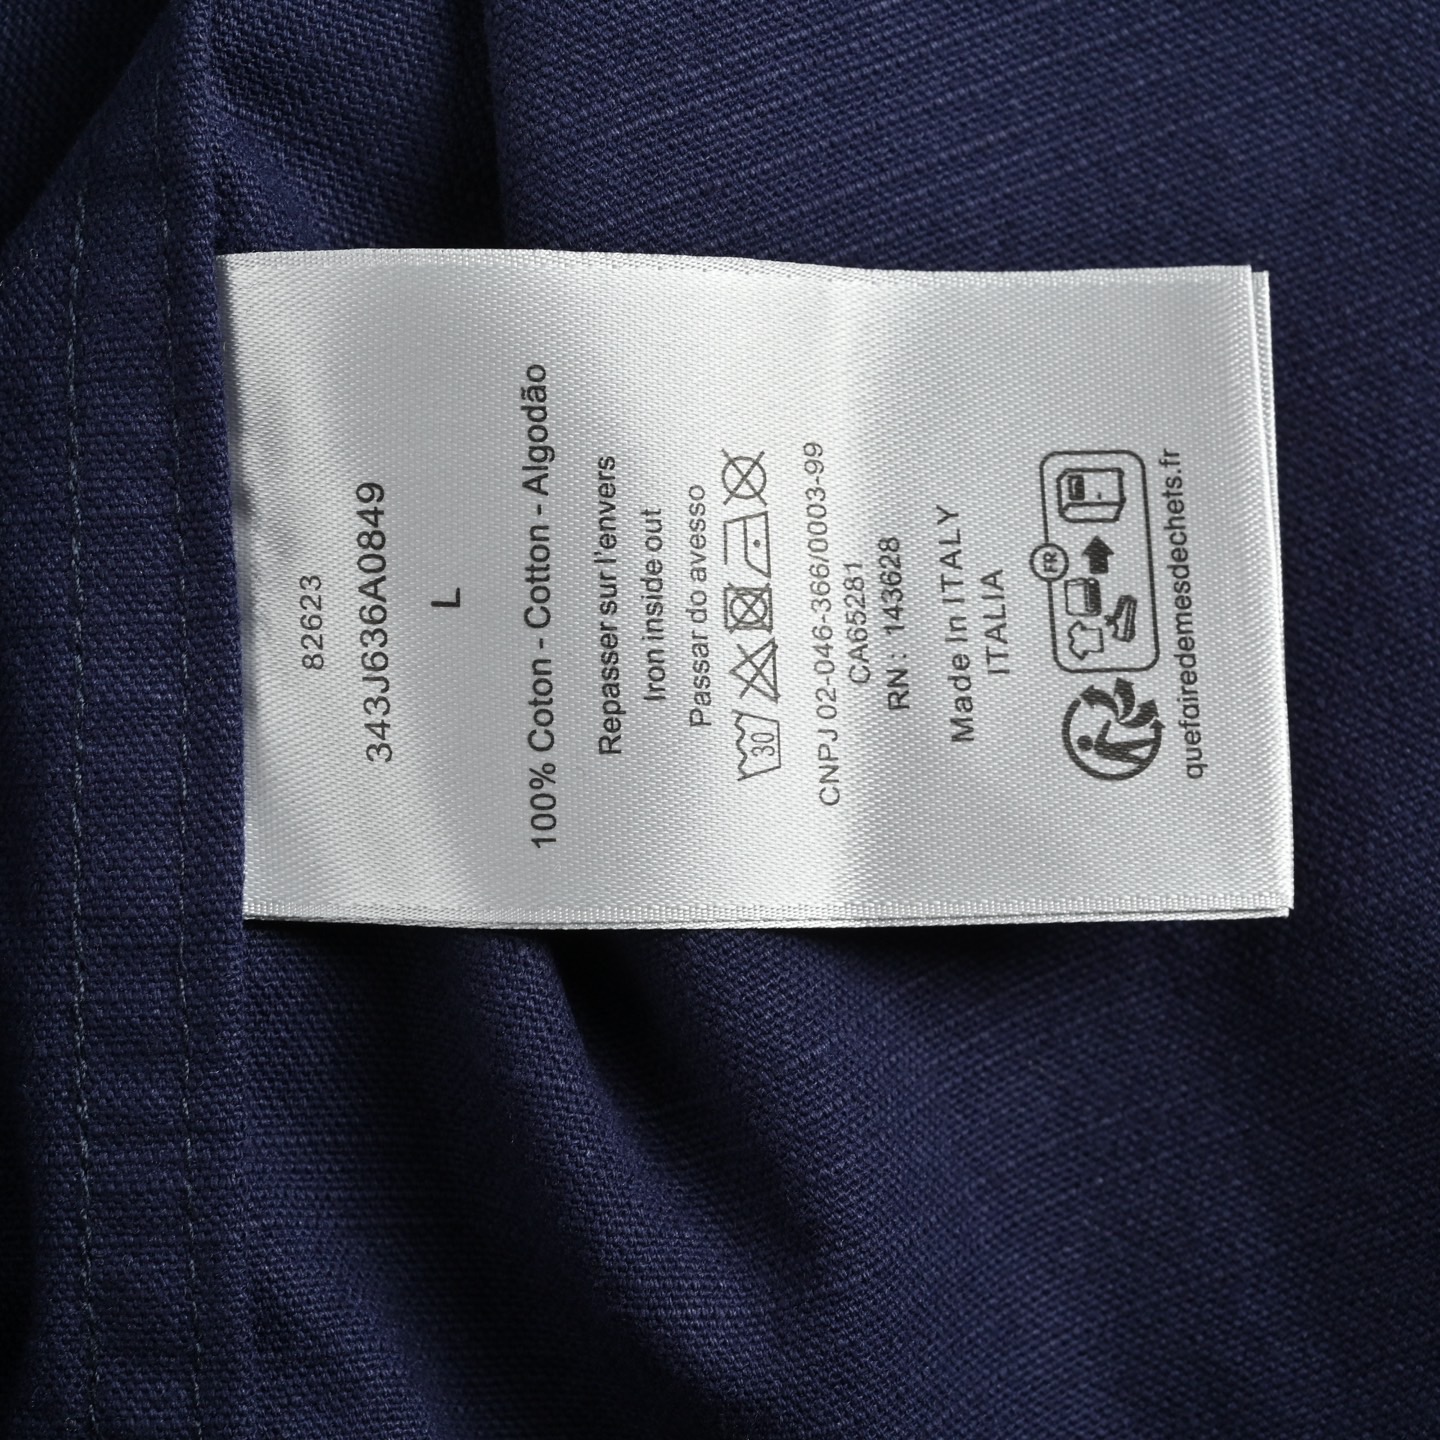 82623
343J636A0849
L
100% Coton - Cotton - Algodão
Repasser sur l'envers
Iron inside out
Passar do avesso
30
CNPJ 02-046-366/0003-99
CA65281
RN : 143628
Made In ITALY
ITALIA
FR
quefairedemesdechets.fr